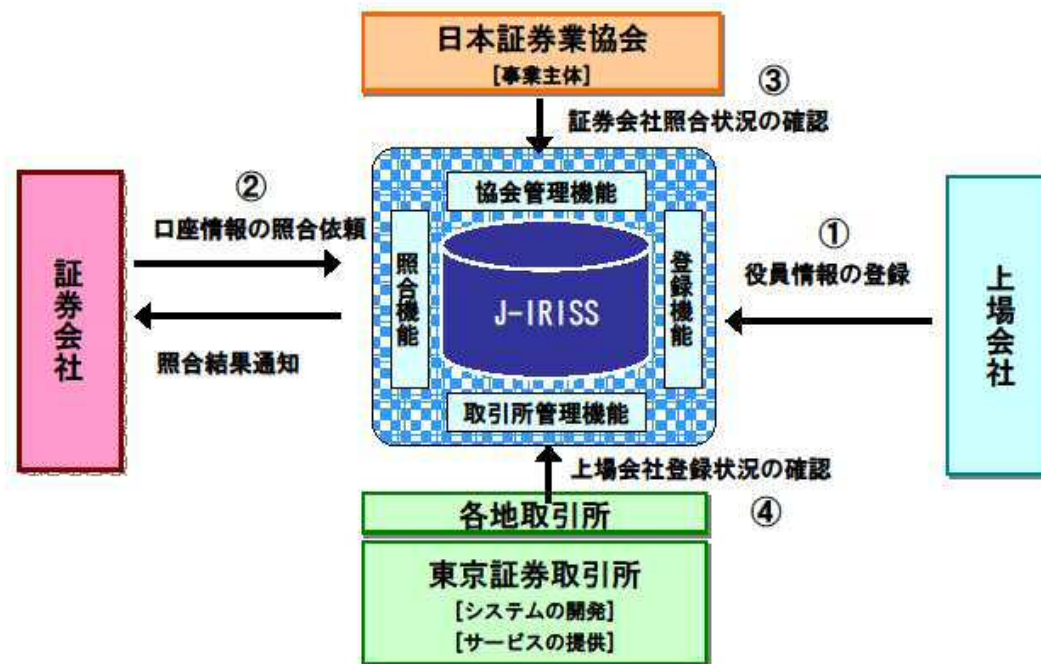 日本証券業協会
[事業主体]
③
証券会社照合状況の確認
②
口座情報の照合依頼
証券会社
照合結果通知
協会管理機能
照合機能
J-IRISS
登録機能
取引所管理機能
①
役員情報の登録
上場会社
上場会社登録状況の確認
④
各地取引所
東京証券取引所
[システムの開発]
[サービスの提供]